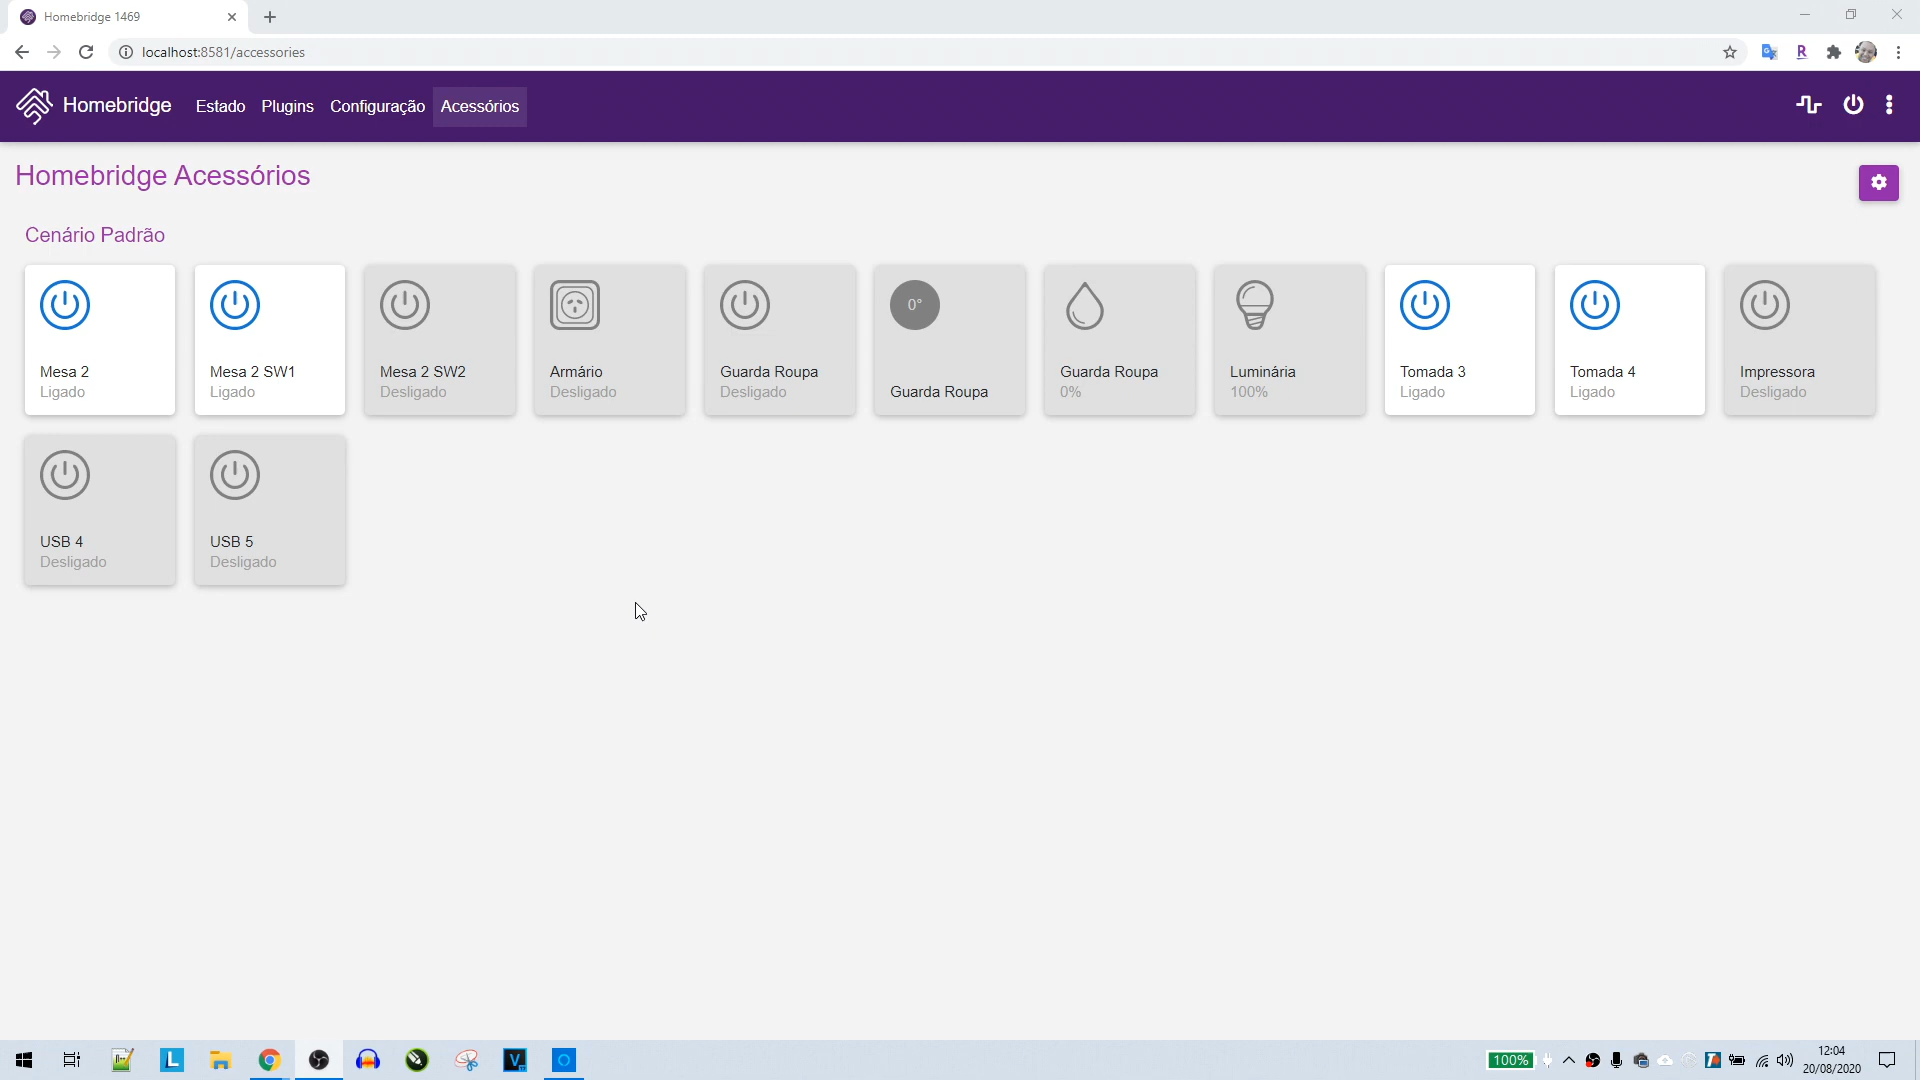 Homebridge 1469
localhost:8581/accessories
R
Homebridge
Estado
Plugins
Configuração
Acessórios
Homebridge Acessórios
Cenário Padrão
Mesa 2
Ligado
Mesa 2 SW1
Ligado
Mesa 2 SW2
Desligado
Armário
Desligado
Guarda Roupa
Desligado
0°
Guarda Roupa
Guarda Roupa
0%
Luminária
100%
Tomada 3
Ligado
Tomada 4
Ligado
Impressora
Desligado
USB 4
Desligado
USB 5
Desligado
L
V
100%
12:04
20/08/2020